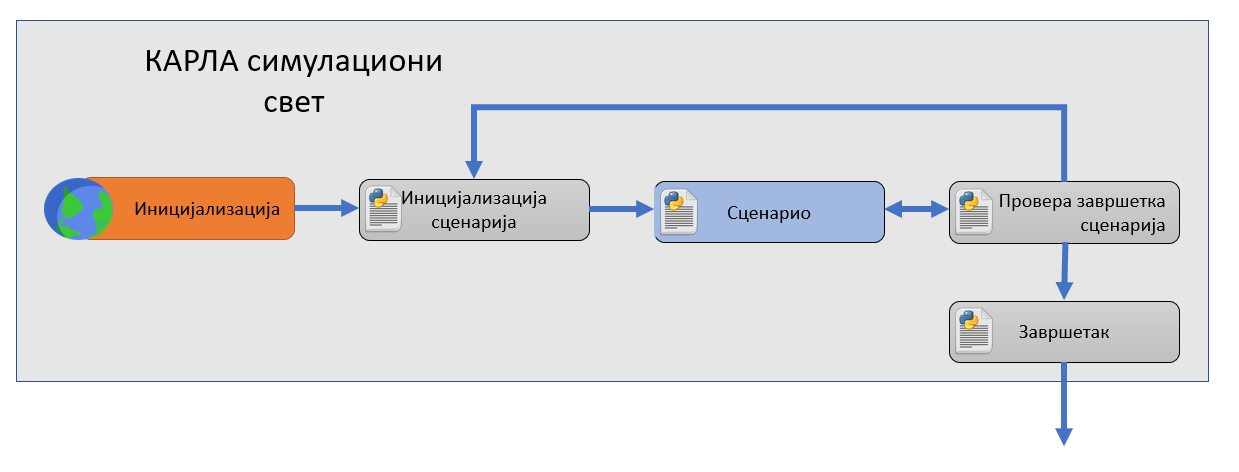 КАРЛА симулациони
свет
Иницијализација
Иницијализација
сценарија
Сценарио
Провера завршетка
сценарија
Завршетак